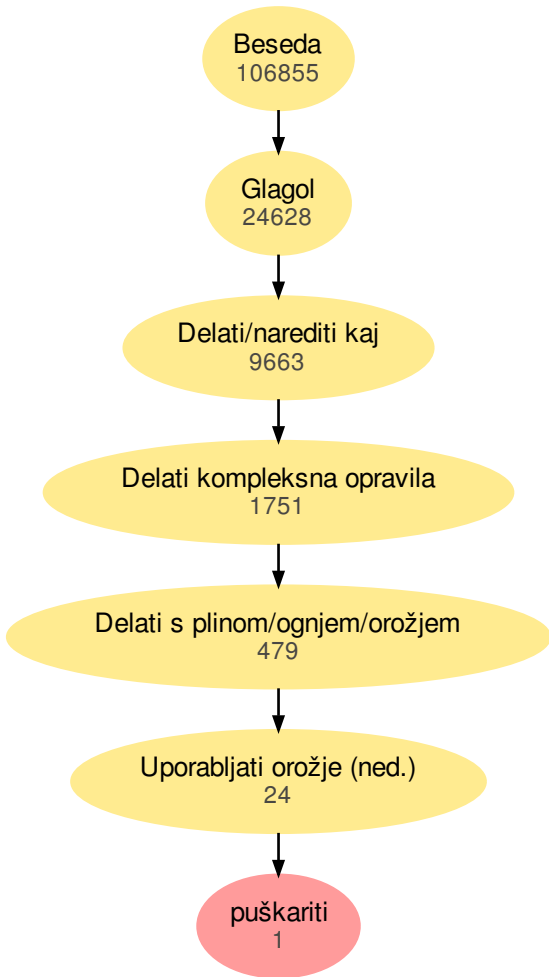 Beseda
106855
Glagol
24628
Delati/narediti kaj
9663
Delati kompleksna opravila
1751
Delati s plinom/ognjem/orožjem
479
Uporabljati orožje (ned.)
24
puškariti
1